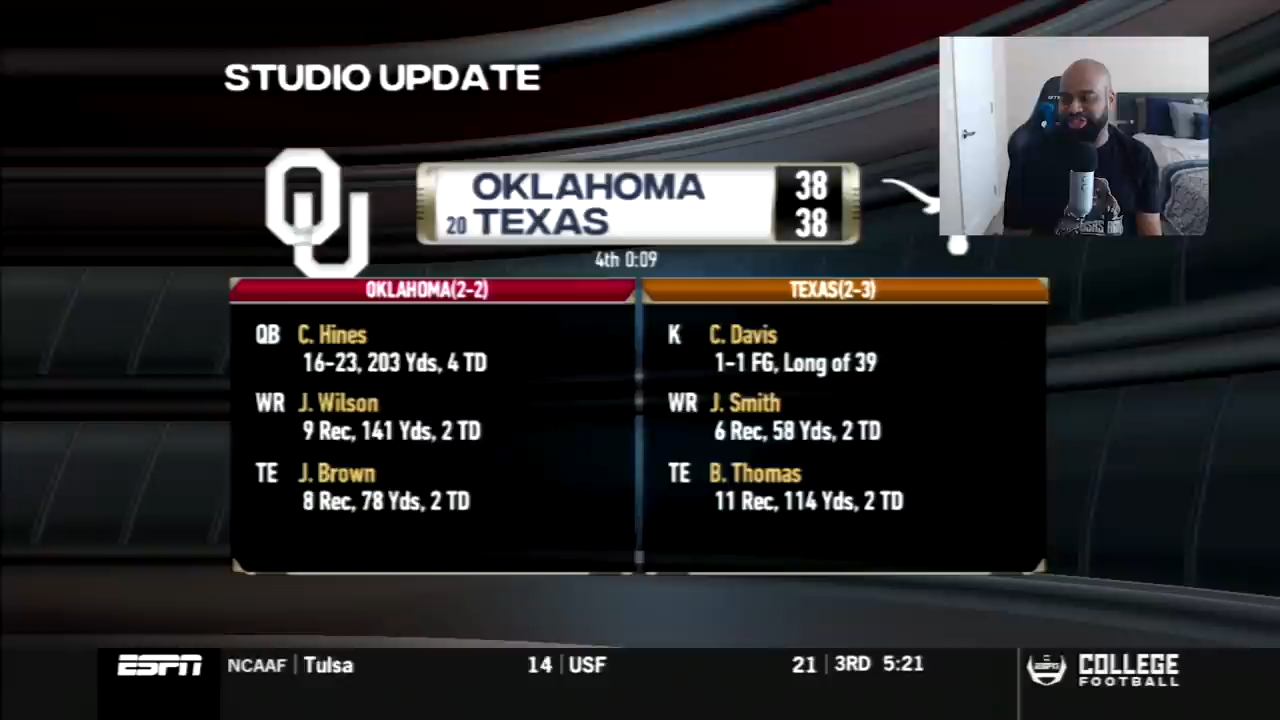 STUDIO UPDATE
OU
OKLAHOMA 38
20 TEXAS 38
4th 0:09
OKLAHOMA(2-2) TEXAS(2-3)
QB C. Hines
16-23, 203 Yds, 4 TD
WR J. Wilson
9 Rec, 141 Yds, 2 TD
TE J. Brown
8 Rec, 78 Yds, 2 TD
K C. Davis
1-1 FG, Long of 39
WR J. Smith
6 Rec, 58 Yds, 2 TD
TE B. Thomas
11 Rec, 114 Yds, 2 TD
ESPN NCAAF | Tulsa 14 | USF 21 | 3RD 5:21 ESPN COLLEGE
FOOTBALL